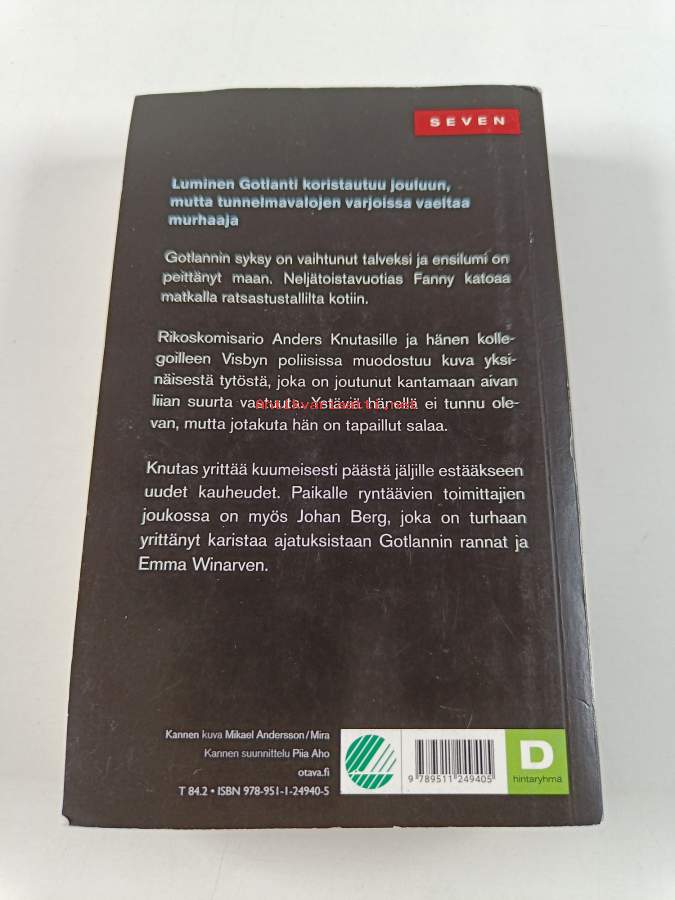 SEVEN
Luminen Gotlanti koristautuu jouluun,
mutta tunnelmavalojen varjoissa vaeltaa
murhaaja
Gotlannin syksy on vaihtunut talveksi ja ensilumi on
peittänyt maan. Neljätoistavuotias Fanny katoaa
matkalla ratsastustallilta kotiin.
Rikoskomisario Anders Knutasille ja hänen kolle-
goilleen Visbyn poliisissa muodostuu kuva yksi-
näisestä tytöstä, joka on joutunut kantamaan aivan
liian suurta vastuuta. Ystäviä hänellä ei tunnu ole-
van, mutta jotakuta hän on tapaillut salaa.
Knutas yrittää kuumeisesti päästä jäljille estääkseen
uudet kauheudet. Paikalle ryntäävien toimittajien
joukossa on myös Johan Berg, joka on turhaan
yrittänyt karistaa ajatuksistaan Gotlannin rannat ja
Emma Winarven.
Kannen kuva Mikael Andersson/Mira
Kannen suunnittelu Piia Aho
otava.fi
T 84.2 • ISBN 978-951-1-24940-5
9 789511 249405
D
hintaryhmä